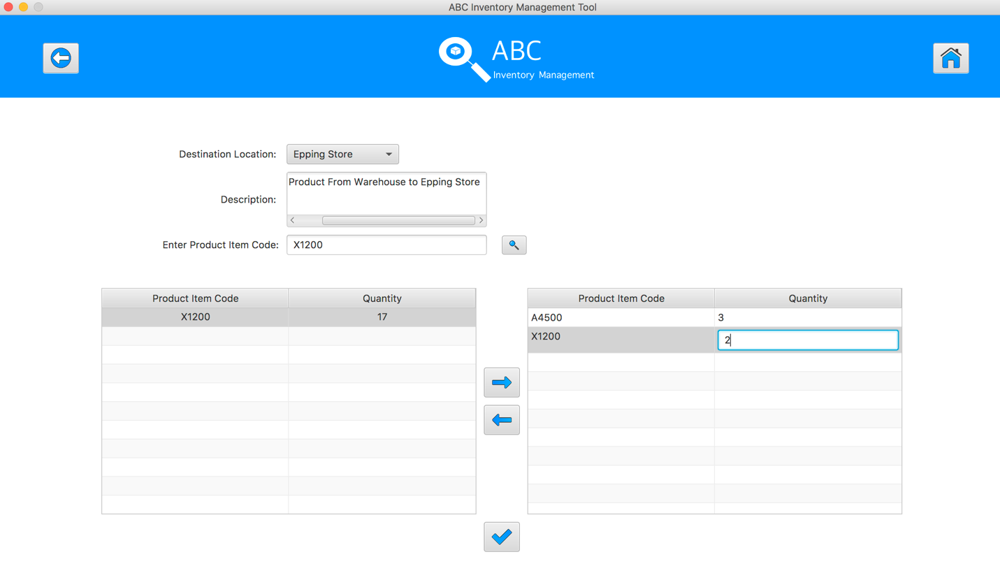 ABC Inventory Management Tool
ABC
Inventory Management
Destination Location: Epping Store
Description: Product From Warehouse to Epping Store
Enter Product Item Code: X1200
Product Item Code Quantity Product Item Code Quantity
X1200 17 A4500 3
X1200 2